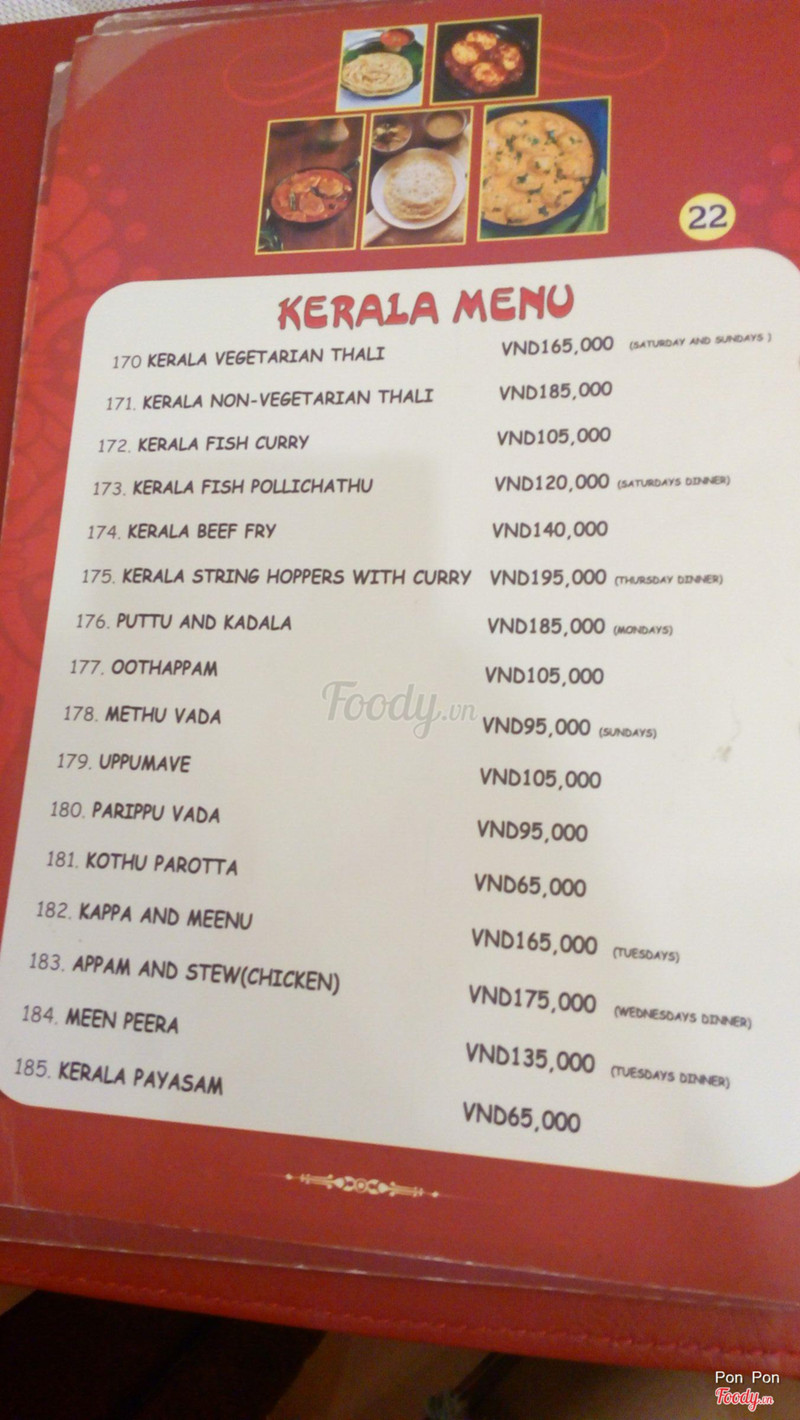 22
KERALA MENU
170 KERALA VEGETARIAN THALI VND165,000 (SATURDAY AND SUNDAYS )
171. KERALA NON-VEGETARIAN THALI VND185,000
172. KERALA FISH CURRY VND105,000
173. KERALA FISH POLLICHATHU VND120,000 (SATURDAYS DINNER)
174. KERALA BEEF FRY VND140,000
175. KERALA STRING HOPPERS WITH CURRY VND195,000 (THURSDAY DINNER)
176. PUTTU AND KADALA VND185,000 (MONDAYS)
177. OOTHAPPAM VND105,000
178. METHU VADA VND95,000 (SUNDAYS)
179. UPPUMAVE VND105,000
180. PARIPPU VADA VND95,000
181. KOTHU PAROTTA VND65,000
182. KAPPA AND MEENU VND165,000 (TUESDAYS)
183. APPAM AND STEW(CHICKEN) VND175,000 (WEDNESDAYS DINNER)
184. MEEN PEERA VND135,000 (TUESDAYS DINNER)
185. KERALA PAYASAM VND65,000
Foody.vn
Pon Pon
Foody.vn